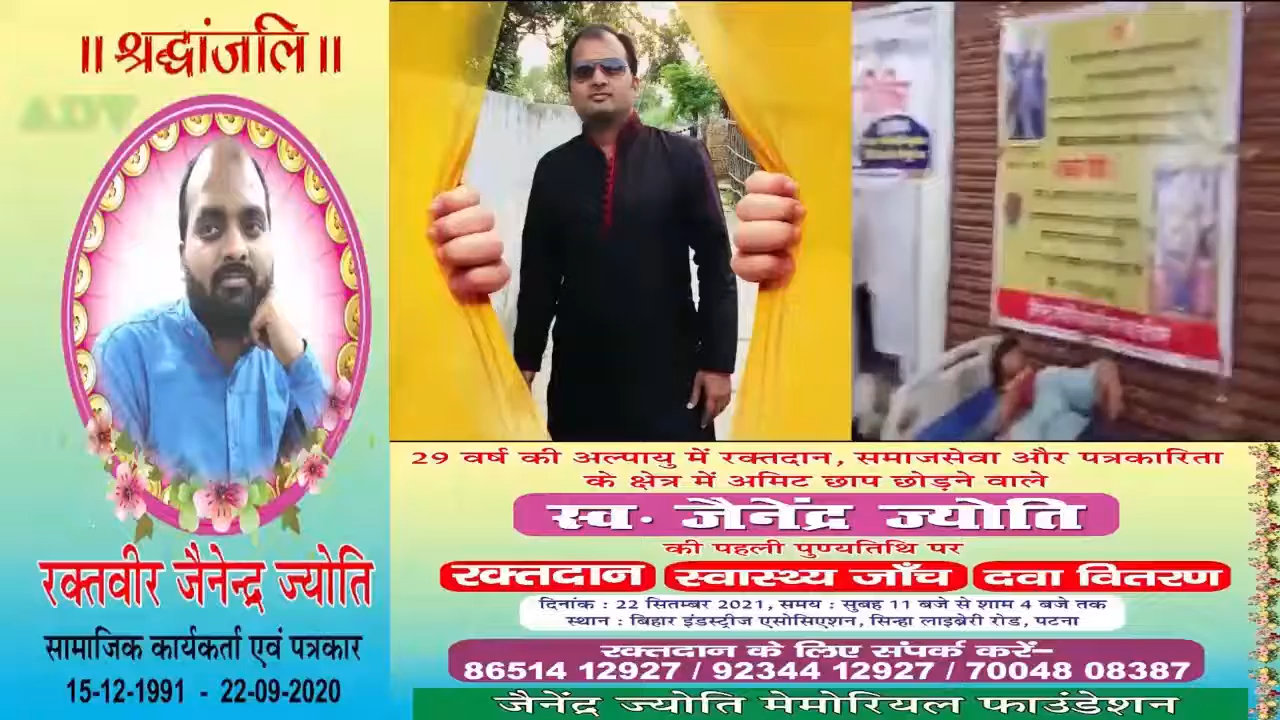 ॥ श्रद्धांजलि ॥
ADV
रक्तवीर जैनेन्द्र ज्योति
सामाजिक कार्यकर्ता एवं पत्रकार
15-12-1991 - 22-09-2020
29 वर्ष की अल्पायु में रक्तदान, समाजसेवा और पत्रकारिता
के क्षेत्र में अमिट छाप छोड़ने वाले
स्व. जैनेंद्र ज्योति
की पहली पुण्यतिथि पर
रक्तदान स्वास्थ्य जाँच दवा वितरण
दिनांक : 22 सितम्बर 2021, समय : सुबह 11 बजे से शाम 4 बजे तक
स्थान : बिहार इंडस्ट्रीज एसोसिएशन, सिन्हा लाइब्रेरी रोड, पटना
रक्तदान के लिए संपर्क करें–
86514 12927 / 92344 12927 / 70048 08387
जैनेंद्र ज्योति मेमोरियल फाउंडेशन